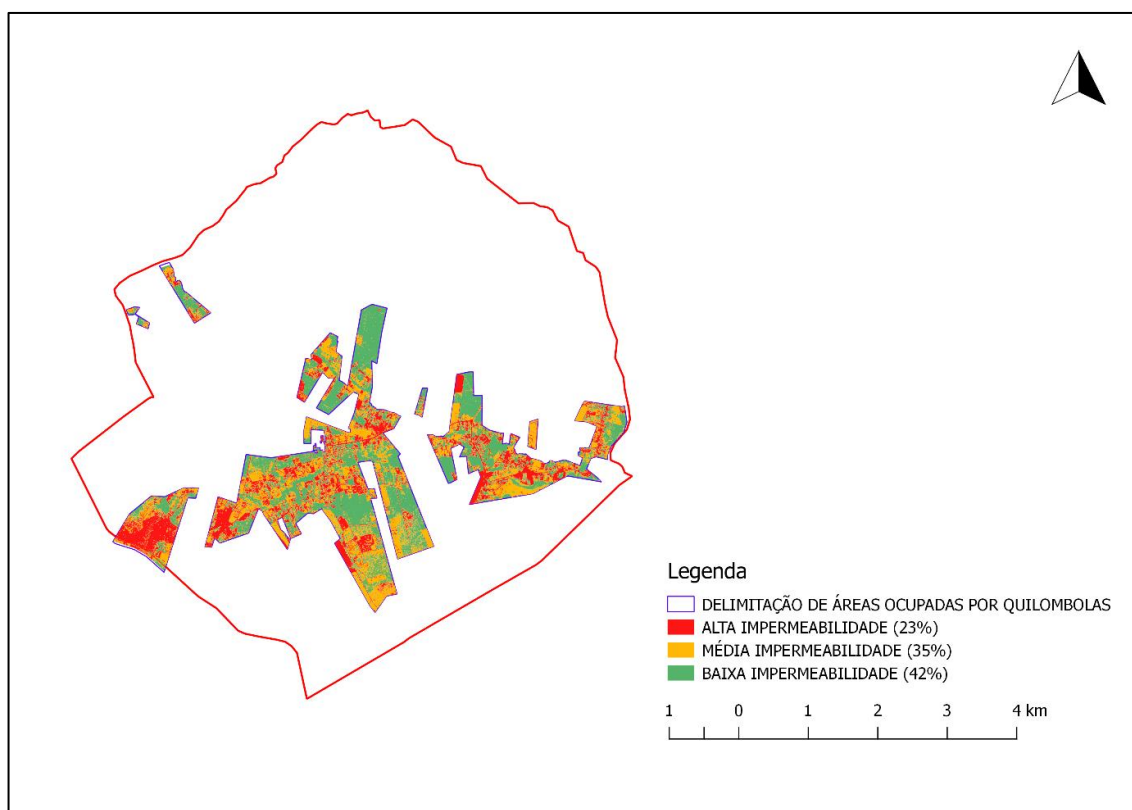 Legenda
DELIMITAÇÃO DE ÁREAS OCUPADAS POR QUILOMBOLAS
ALTA IMPERMEABILIDADE (23%)
MÉDIA IMPERMEABILIDADE (35%)
BAIXA IMPERMEABILIDADE (42%)
1 0 1 2 3 4 km